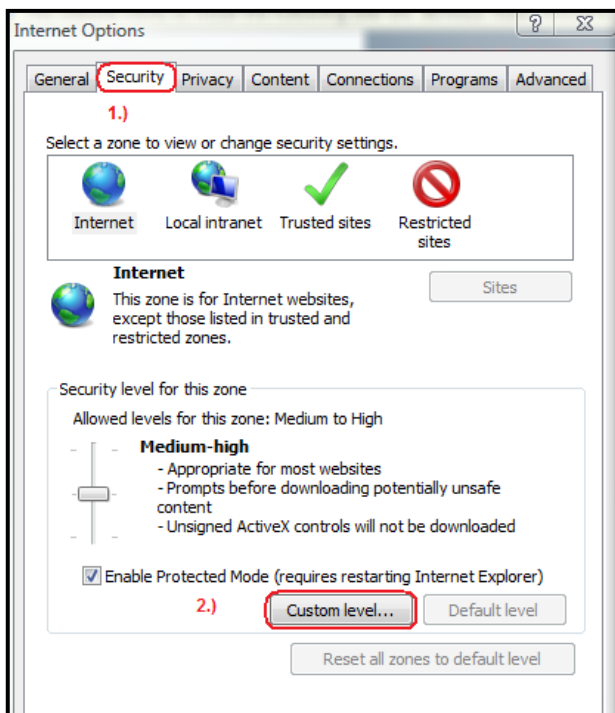 Internet Options
General Security Privacy Content Connections Programs Advanced
1.)
Select a zone to view or change security settings.
Internet Local intranet Trusted sites Restricted sites
Internet
Sites
This zone is for Internet websites,
except those listed in trusted and
restricted zones.
Security level for this zone
Allowed levels for this zone: Medium to High
Medium-high
- Appropriate for most websites
- Prompts before downloading potentially unsafe
content
- Unsigned ActiveX controls will not be downloaded
Enable Protected Mode (requires restarting Internet Explorer)
2.) Custom level... Default level
Reset all zones to default level